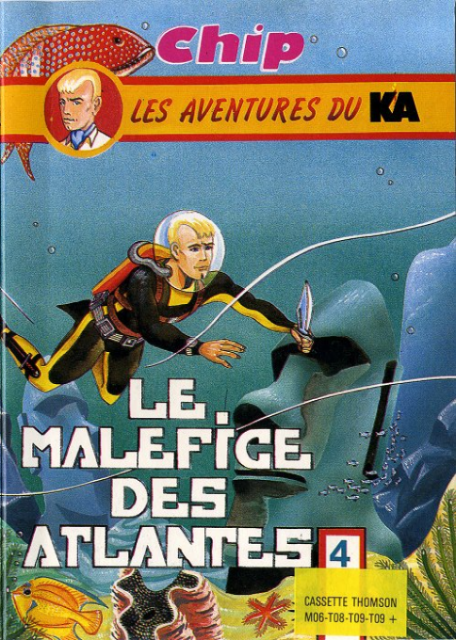 Chip
LES AVENTURES DU KA
LE
MALEFICE
DES
ATLANTES
4
CASSETTE THOMSON
MO6-TO8-TO9-TO9 +